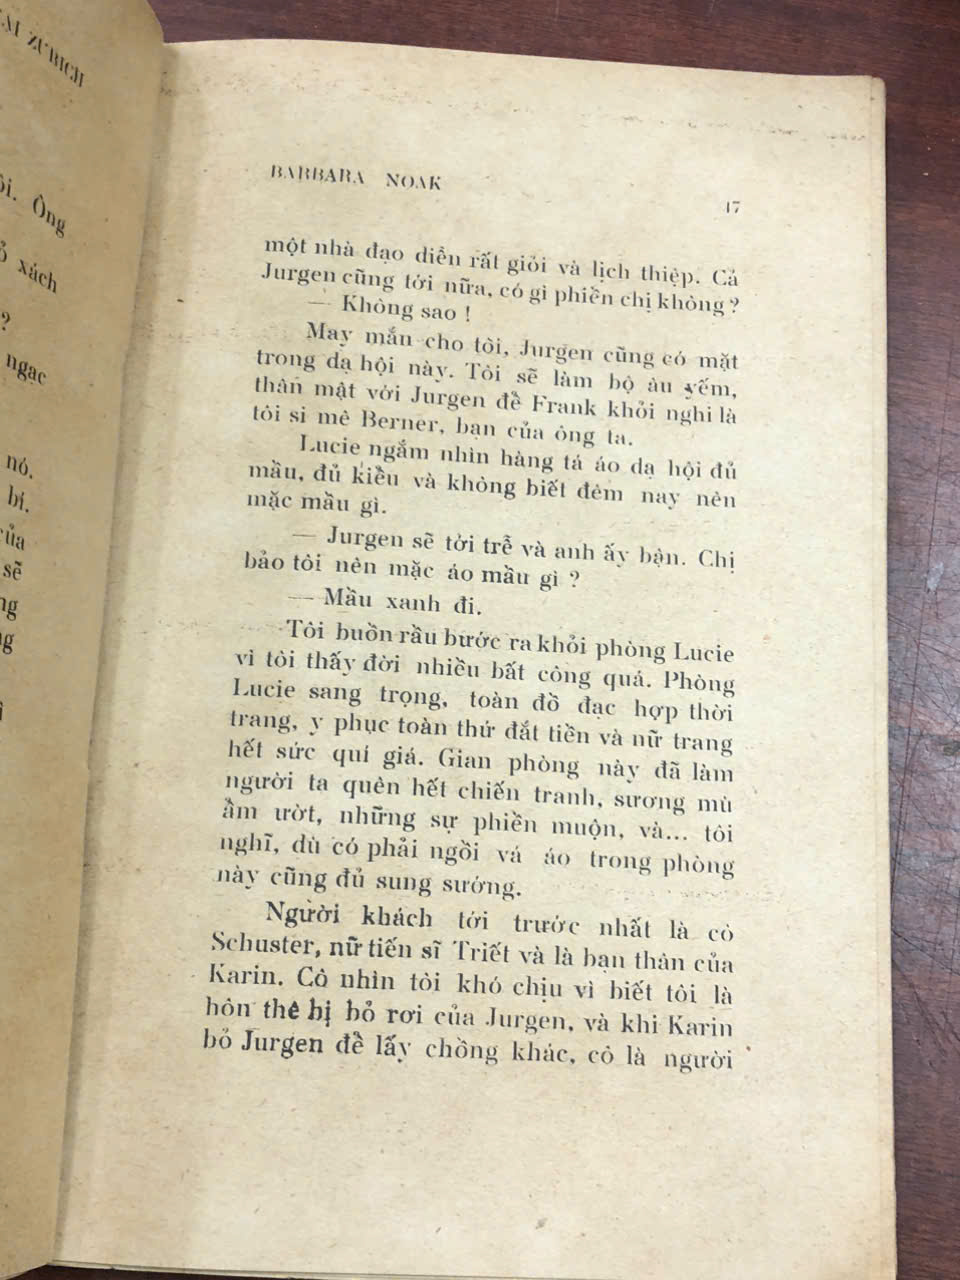 ZURICH
Ông
xách
?
ngạc
nó.
bí.
của
sẽ
BARBARA NOAK
47
một nhà đạo diễn rất giỏi và lịch thiệp. Cả
Jurgen cũng tới nữa, có gì phiền chị không ?
— Không sao !
May mắn cho tôi, Jurgen cũng có mặt
trong dạ hội này. Tôi sẽ làm bộ âu yếm,
thân mật với Jurgen để Frank khỏi nghi là
tôi si mê Berner, bạn của ông ta.
Lucie ngắm nhìn hàng tá áo dạ hội đủ
mầu, đủ kiểu và không biết đêm nay nên
mặc mầu gì.
— Jurgen sẽ tới trễ và anh ấy bận. Chị
bảo tôi nên mặc áo mầu gì ?
— Mầu xanh đi.
Tôi buồn rầu bước ra khỏi phòng Lucie
vì tôi thấy đời nhiều bất công quá. Phòng
Lucie sang trọng, toàn đồ đạc hợp thời
trang, y phục toàn thứ đắt tiền và nữ trang
hết sức quí giá. Gian phòng này đã làm
người ta quên hết chiến tranh, sương mù
ẩm ướt, những sự phiền muộn, và... tôi
nghĩ, dù có phải ngồi vá áo trong phòng
này cũng đủ sung sướng.
Người khách tới trước nhất là cô
Schuster, nữ tiến sĩ Triết và là bạn thân của
Karin. Cô nhìn tôi khó chịu vì biết tôi là
hôn thê bị bỏ rơi của Jurgen, và khi Karin
bỏ Jurgen để lấy chồng khác, cô là người